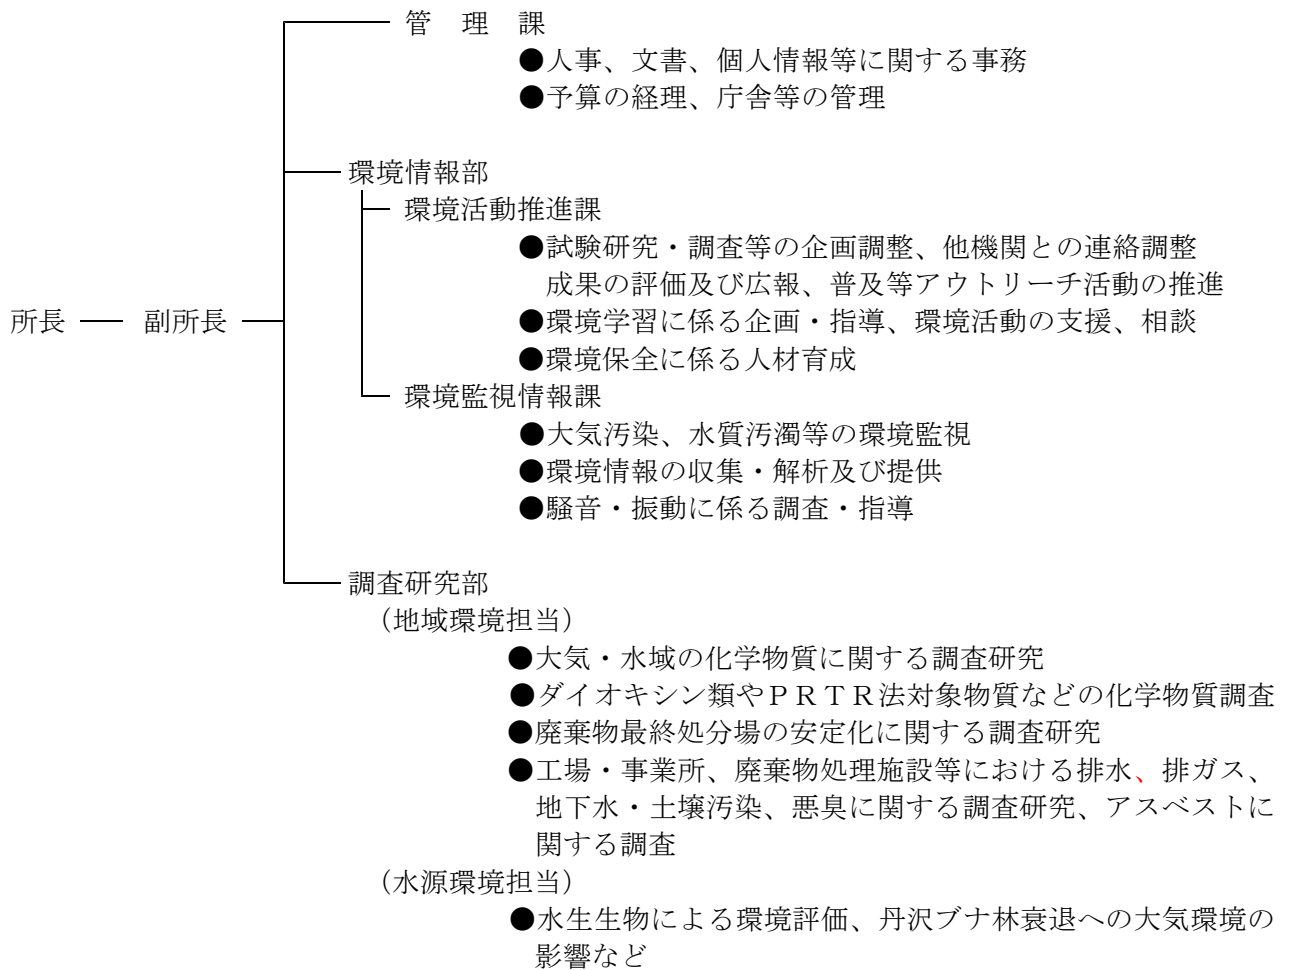 管　理　課
●人事、文書、個人情報等に関する事務
●予算の経理、庁舎等の管理
環境情報部
環境活動推進課
●試験研究・調査等の企画調整、他機関との連絡調整
成果の評価及び広報、普及等アウトリーチ活動の推進
所長　副所長
●環境学習に係る企画・指導、環境活動の支援、相談
●環境保全に係る人材育成
環境監視情報課
●大気汚染、水質汚濁等の環境監視
●環境情報の収集・解析及び提供
●騒音・振動に係る調査・指導
調査研究部
（地域環境担当）
●大気・水域の化学物質に関する調査研究
●ダイオキシン類やＰＲＴＲ法対象物質などの化学物質調査
●廃棄物最終処分場の安定化に関する調査研究
●工場・事業所、廃棄物処理施設等における排水、排ガス、
地下水・土壌汚染、悪臭に関する調査研究、アスベストに
関する調査
（水源環境担当）
●水生生物による環境評価、丹沢ブナ林衰退への大気環境の
影響など